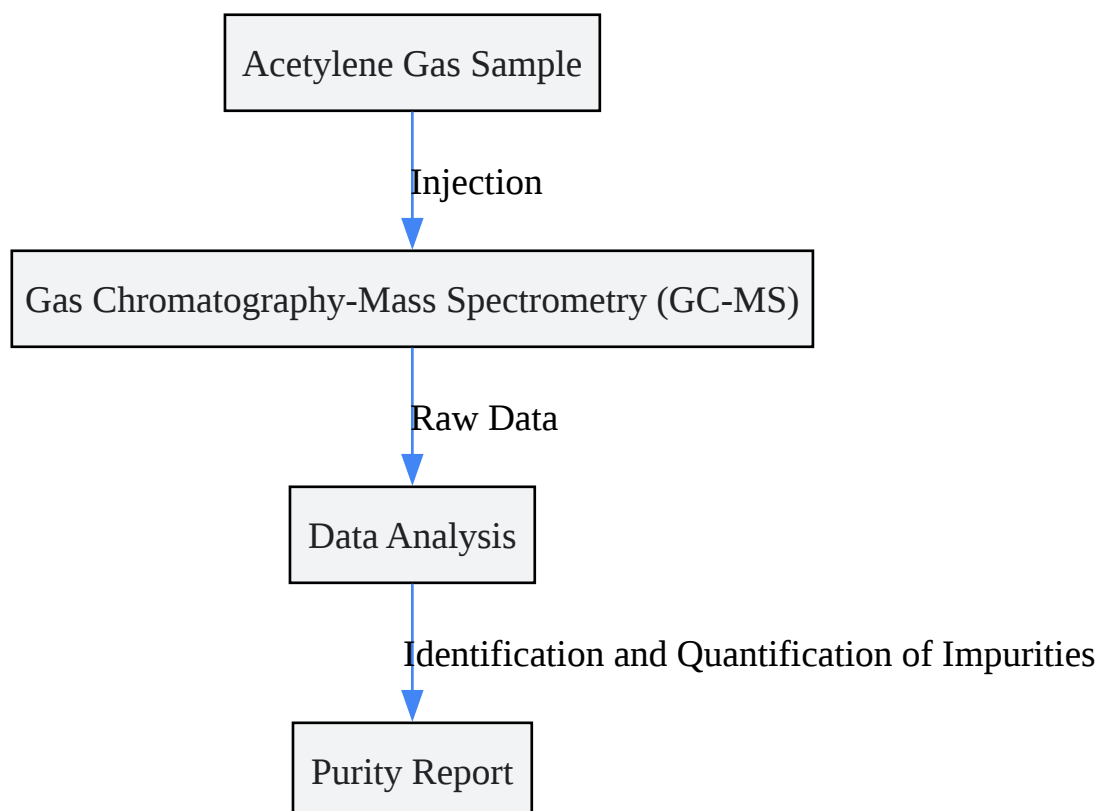 Acetylene Gas Sample
Injection
Gas Chromatography-Mass Spectrometry (GC-MS)
Raw Data
Data Analysis
Identification and Quantification of Impurities
Purity Report